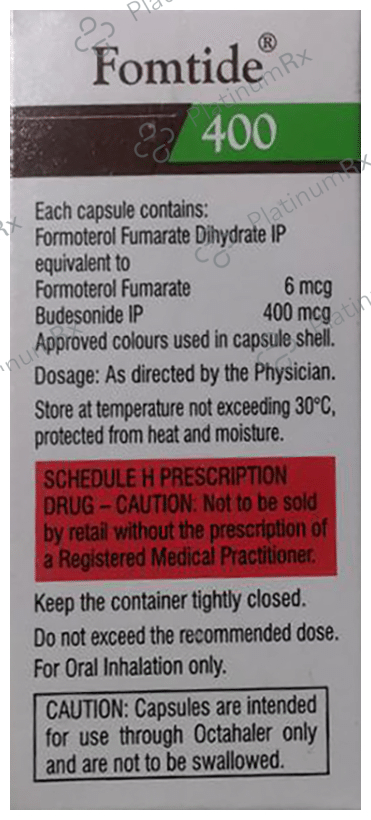 Fomtide®
400
Each capsule contains:
Formoterol Fumarate Dihydrate IP
equivalent to
Formoterol Fumarate 6 mcg
Budesonide IP 400 mcg
Approved colours used in capsule shell.
Dosage: As directed by the Physician.
Store at temperature not exceeding 30°C,
protected from heat and moisture.
SCHEDULE H PRESCRIPTION
DRUG – CAUTION: Not to be sold
by retail without the prescription of
a Registered Medical Practitioner.
Keep the container tightly closed.
Do not exceed the recommended dose.
For Oral Inhalation only.
CAUTION: Capsules are intended
for use through Octahaler only
and are not to be swallowed.
PlatinumRx
PlatinumRx